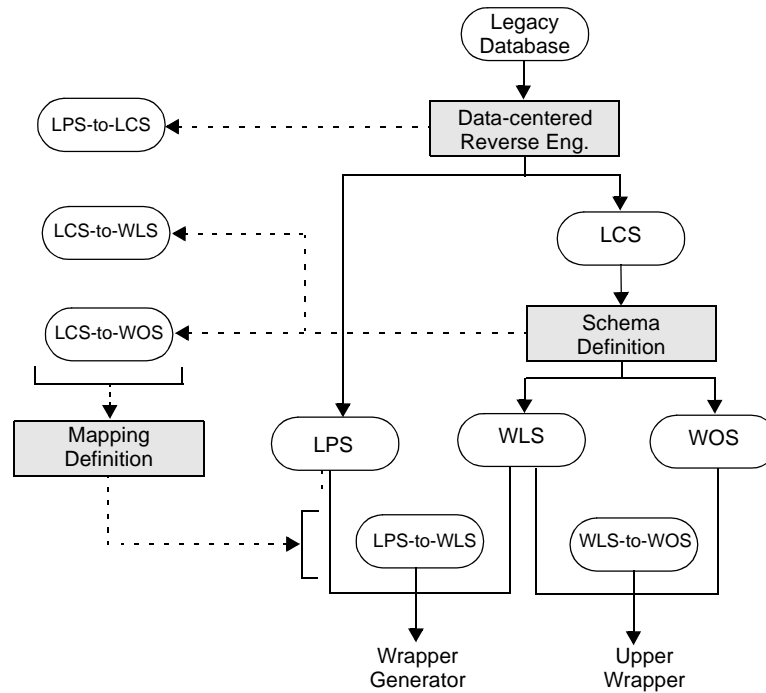 Legacy
Database
LPS-to-LCS
Data-centered
Reverse Eng.
LCS-to-WLS
LCS
LCS-to-WOS
Schema
Definition
Mapping
Definition
LPS
WLS
WOS
LPS-to-WLS
WLS-to-WOS
Wrapper
Generator
Upper
Wrapper